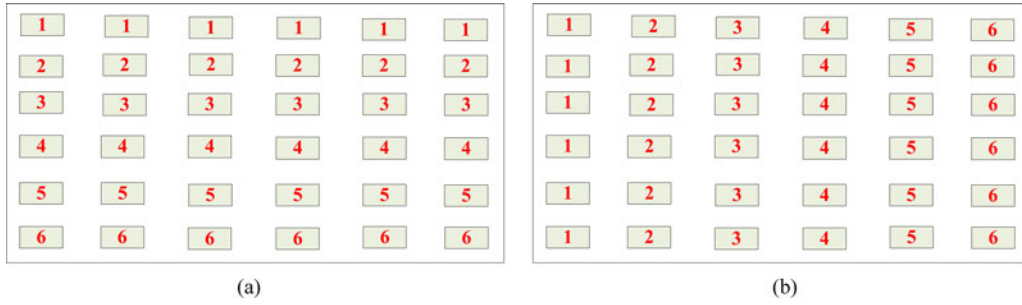 1 1 1 1 1 1
2 2 2 2 2 2
3 3 3 3 3 3
4 4 4 4 4 4
5 5 5 5 5 5
6 6 6 6 6 6
(a)
1 2 3 4 5 6
1 2 3 4 5 6
1 2 3 4 5 6
1 2 3 4 5 6
1 2 3 4 5 6
1 2 3 4 5 6
(b)